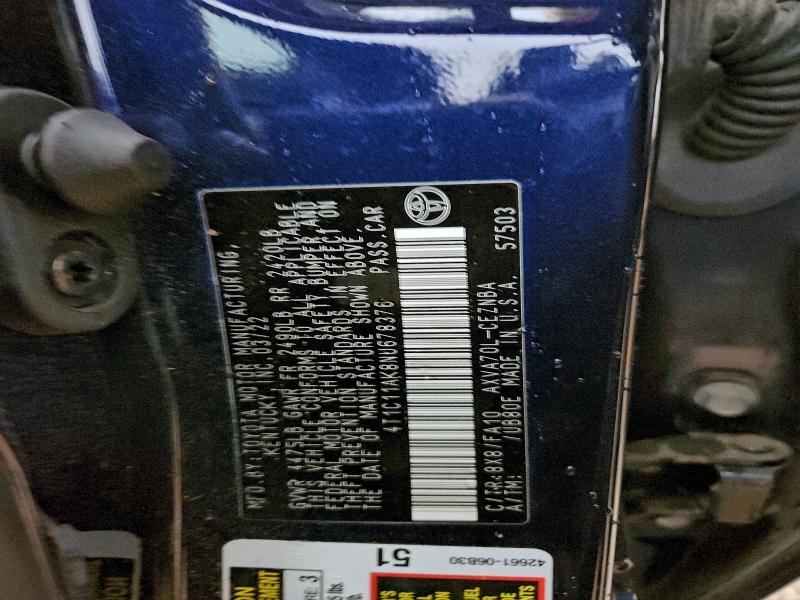 MFD.BY: TOYOTA MOTOR MANUFACTURING,
KENTUCKY, INC. 03/22
GVWR 4675LB GAWR FR 2490LB RR 2420LB
THIS VEHICLE CONFORMS TO ALL APPLICABLE
FEDERAL MOTOR VEHICLE SAFETY, BUMPER, AND
THEFT PREVENTION STANDARDS IN EFFECT ON
THE DATE OF MANUFACTURE SHOWN ABOVE.
4T1C11AK8NU678376 PASS.CAR
C/TR: 8X8/FA10 AXVA70L-CEZNBA
A/TM: /UB80E MADE IN U.S.A. 57503
51
42661-06B30